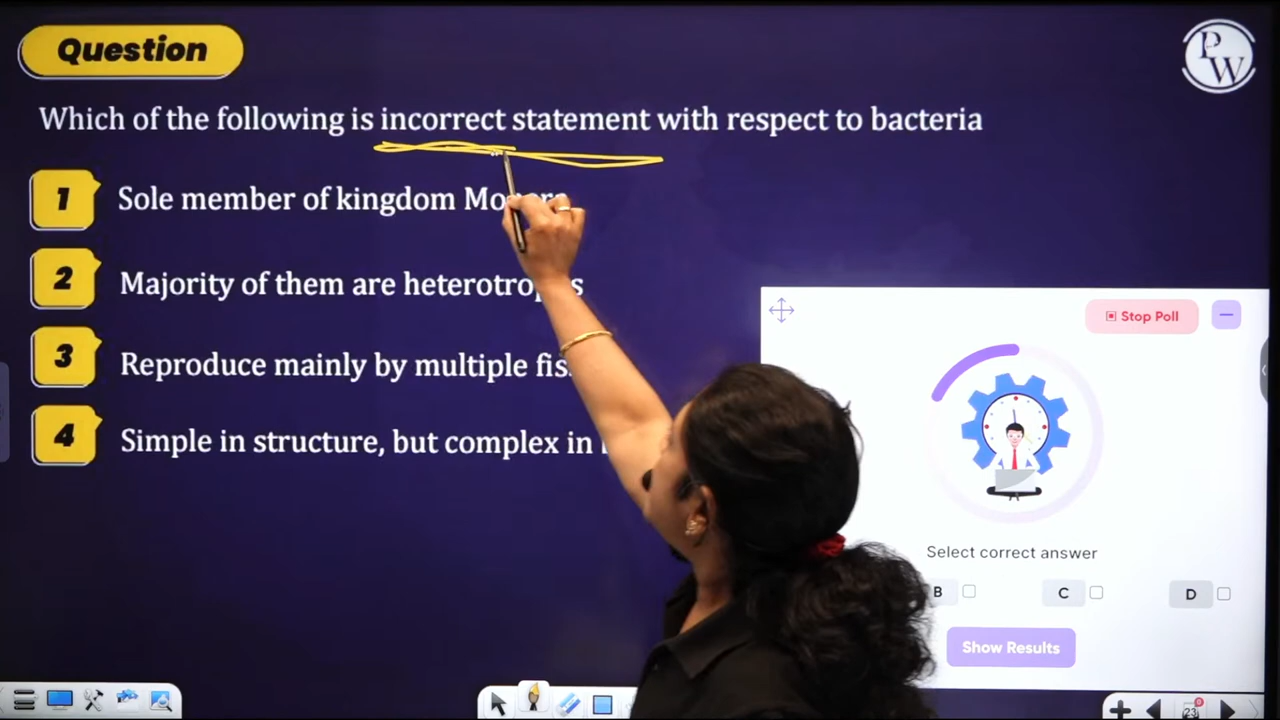 Question
PW
Which of the following is incorrect statement with respect to bacteria
1
Sole member of kingdom
2
Majority of them are
3
Reproduce mainly by multiple
4
Simple in structure, but complex in
Stop Poll
Select correct answer
B
C
D
Show Results
23